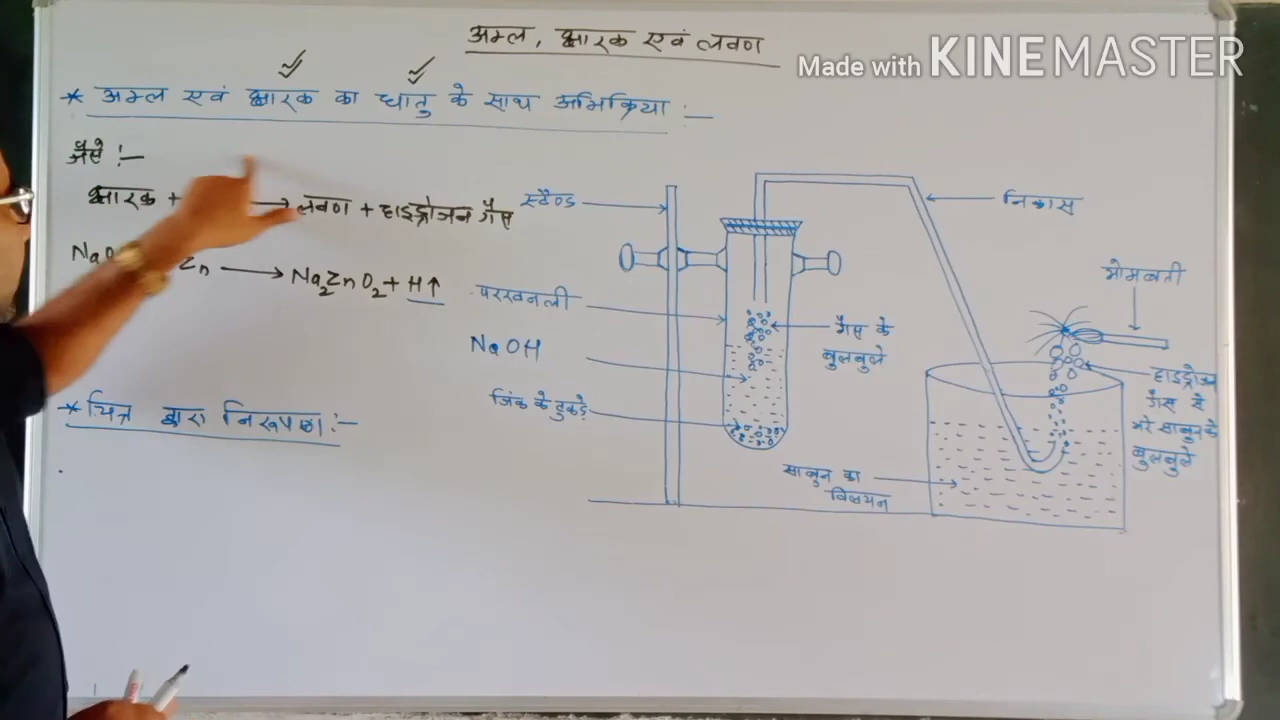 अम्ल, क्षारक एवं लवण
Made with KINEMASTER
* अम्ल एवं क्षारक का धातु के साथ अभिक्रिया :-
जैसे :-
क्षारक + → लवण + हाइड्रोजन गैस
Zn → Na₂ZnO₂ + H↑
* चित्र द्वारा निरूपण :-
स्टैण्ड
परखनली
NaOH
जिंक के टुकड़े
गैस के
बुलबुले
निकास
मोमबत्ती
हाइड्रोजन
गैस से
भरे साबुन के
बुलबुले
साबुन का
विलयन